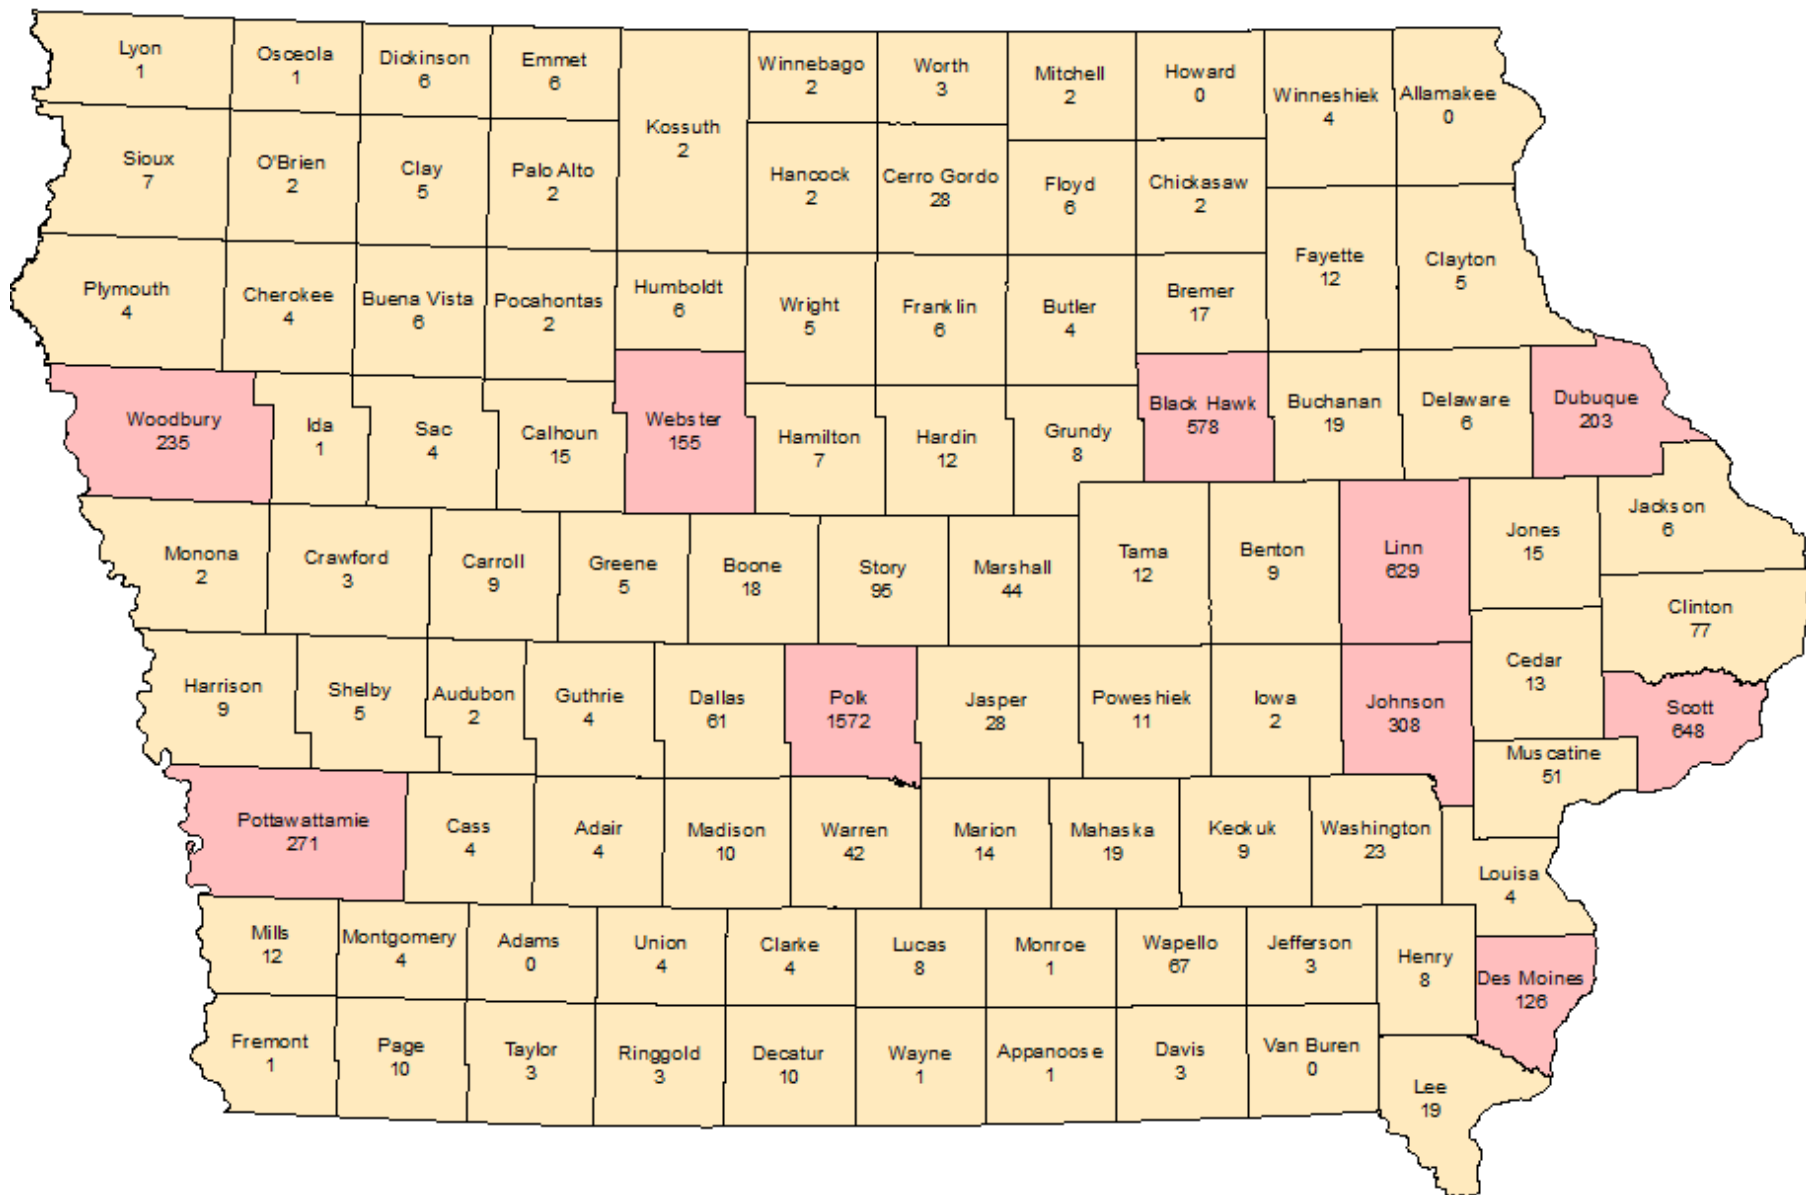 Lyon
1
Osceola
1
Dickinson
6
Emmet
6
Kossuth
2
Winnebago
2
Worth
3
Mitchell
2
Howard
0
Winneshiek
4
Allamakee
0
Sioux
7
O'Brien
2
Clay
5
Palo Alto
2
Hancock
2
Cerro Gordo
28
Floyd
6
Chickasaw
2
Fayette
12
Clayton
5
Plymouth
4
Cherokee
4
Buena Vista
6
Pocahontas
2
Humboldt
6
Wright
5
Franklin
6
Butler
4
Bremer
17
Woodbury
235
Ida
1
Sac
4
Calhoun
15
Webster
155
Hamilton
7
Hardin
12
Grundy
8
Black Hawk
578
Buchanan
19
Delaware
6
Dubuque
203
Monona
2
Crawford
3
Carroll
9
Greene
5
Boone
18
Story
95
Marshall
44
Tama
12
Benton
9
Linn
629
Jones
15
Jackson
6
Clinton
77
Harrison
9
Shelby
5
Audubon
2
Guthrie
4
Dallas
61
Polk
1572
Jasper
28
Poweshiek
11
Iowa
2
Johnson
308
Cedar
13
Scott
648
Muscatine
51
Pottawattamie
271
Cass
4
Adair
4
Madison
10
Warren
42
Marion
14
Mahaska
19
Keokuk
9
Washington
23
Louisa
4
Mills
12
Montgomery
4
Adams
0
Union
4
Clarke
4
Lucas
8
Monroe
1
Wapello
67
Jefferson
3
Henry
8
Des Moines
126
Fremont
1
Page
10
Taylor
3
Ringgold
3
Decatur
10
Wayne
1
Appanoose
1
Davis
3
Van Buren
0
Lee
19